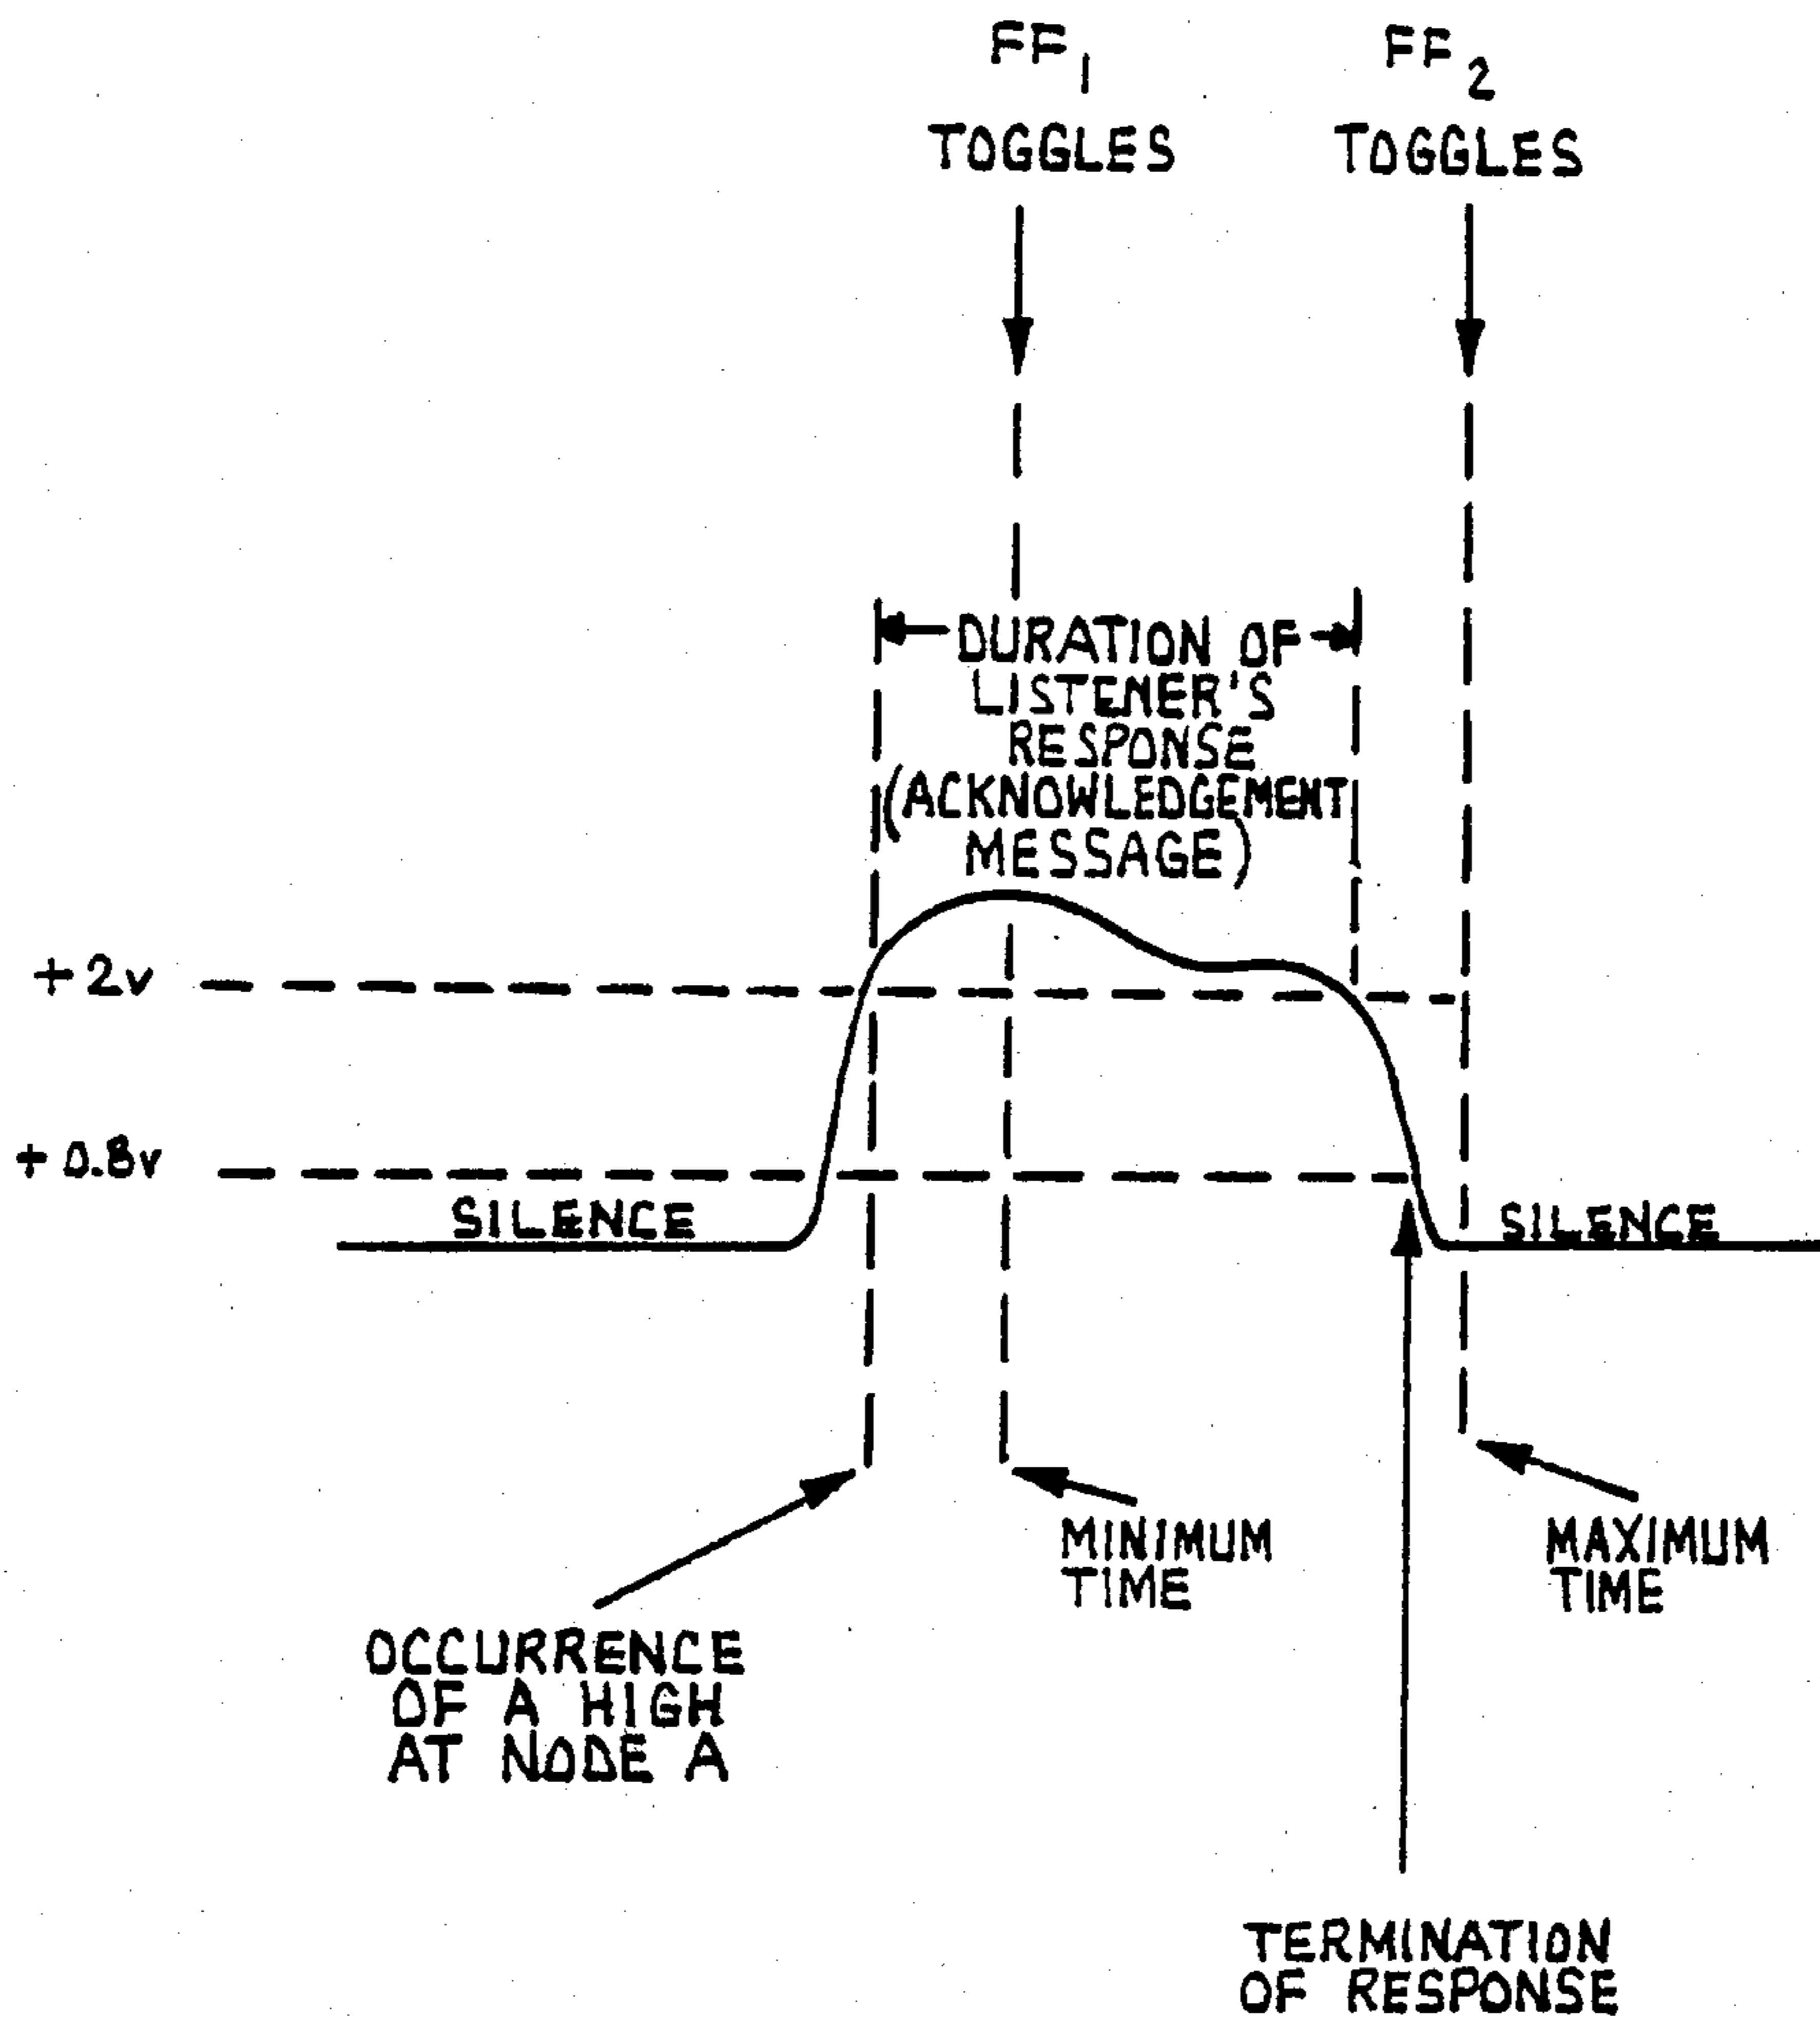 FF1
TOGGLES
FF2
TOGGLES
DURATION OF
LISTENER'S
RESPONSE
(ACKNOWLEDGEMENT
MESSAGE)
+2v
+0.8v
SILENCE
SILENCE
MINIMUM
TIME
MAXIMUM
TIME
OCCURRENCE
OF A HIGH
AT NODE A
TERMINATION
OF RESPONSE